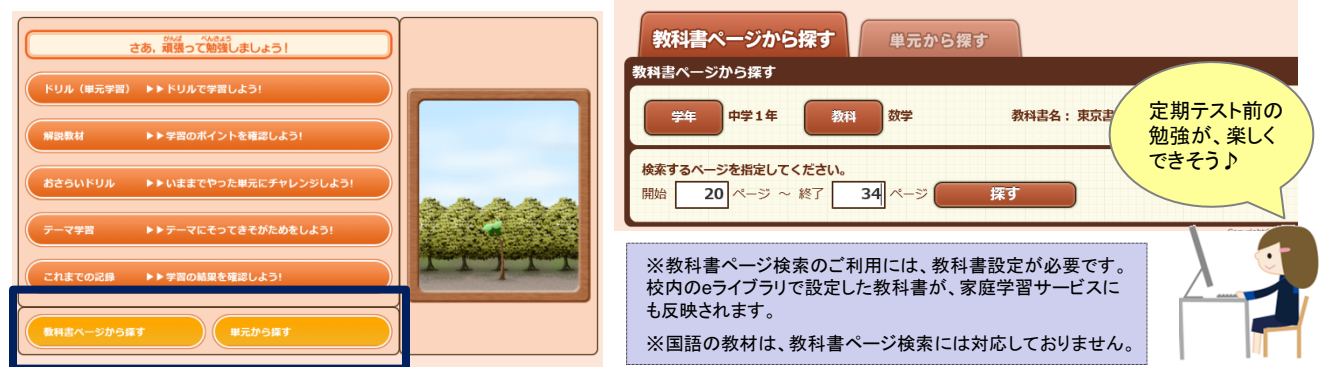 さあ、頑張って勉強しましょう！
がんば べんきょう
ドリル（単元学習） ▶▶ドリルで学習しよう！
解説教材 ▶▶学習のポイントを確認しよう！
おさらいドリル ▶▶いままでやった単元にチャレンジしよう！
テーマ学習 ▶▶テーマにそってきそがためをしよう！
これまでの記録 ▶▶学習の結果を確認しよう！
教科書ページから探す 単元から探す
教科書ページから探す 単元から探す
教科書ページから探す
学年 中学1年 教科 数学 教科書名： 東京書
検索するページを指定してください。
開始 20 ページ ～ 終了 34 ページ 探す
定期テスト前の
勉強が、楽しく
できそう♪
※教科書ページ検索のご利用には、教科書設定が必要です。
校内のeライブラリで設定した教科書が、家庭学習サービスに
も反映されます。
※国語の教材は、教科書ページ検索には対応しておりません。